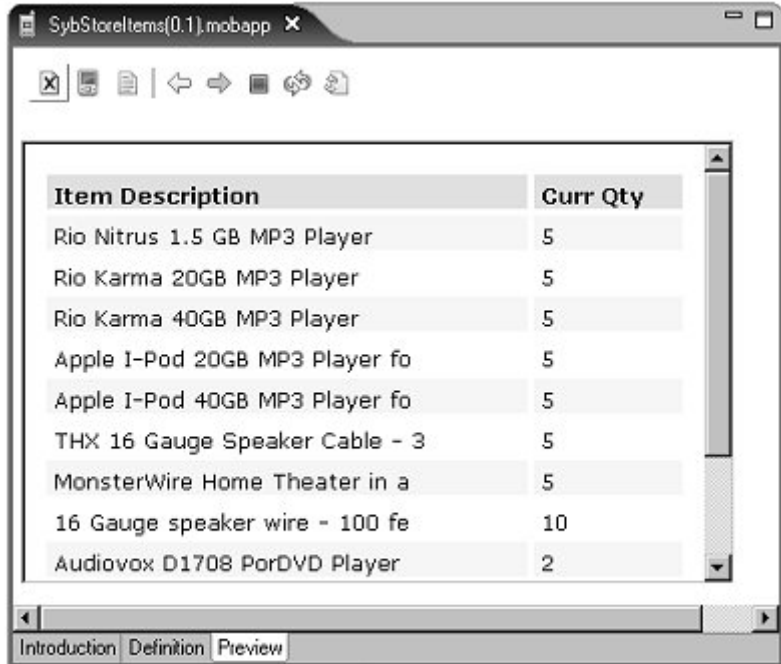 SybStoreItems(0.1).mobapp
Item Description Curr Qty
Rio Nitrus 1.5 GB MP3 Player 5
Rio Karma 20GB MP3 Player 5
Rio Karma 40GB MP3 Player 5
Apple I-Pod 20GB MP3 Player fo 5
Apple I-Pod 40GB MP3 Player fo 5
THX 16 Gauge Speaker Cable - 3 5
MonsterWire Home Theater in a 5
16 Gauge speaker wire - 100 fe 10
Audiovox D1708 PorDVD Player 2
Introduction Definition Preview